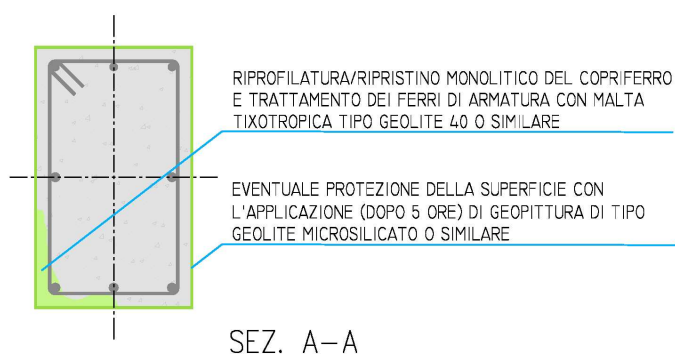 RIPROFILATURA/RIPRISTINO MONOLITICO DEL COPRIFERRO
E TRATTAMENTO DEI FERRI DI ARMATURA CON MALTA
TIXOTROPICA TIPO GEOLITE 40 O SIMILARE
EVENTUALE PROTEZIONE DELLA SUPERFICIE CON
L'APPLICAZIONE (DOPO 5 ORE) DI GEOPITTURA DI TIPO
GEOLITE MICROSILICATO O SIMILARE
SEZ. A-A